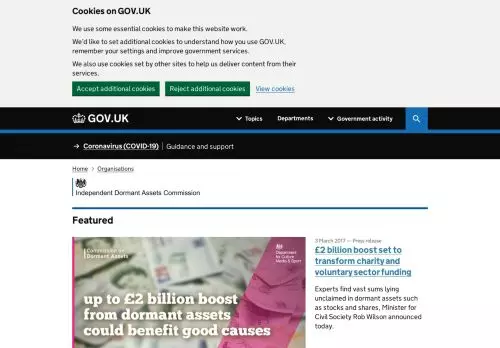 Cookies on GOV.UK
We use some essential cookies to make this website work.
We'd like to set additional cookies to understand how you use GOV.UK,
remember your settings and improve government services.
We also use cookies set by other sites to help us deliver content from their
services.
Accept additional cookies Reject additional cookies View cookies
GOV.UK Topics Departments Government activity
→ Coronavirus (COVID-19) Guidance and support
Home > Organisations
Independent Dormant Assets Commission
Featured
Commission on
Dormant Assets
Department
for Culture
Media & Sport
up to £2 billion boost
from dormant assets
could benefit good causes
3 March 2017 — Press release
£2 billion boost set to
transform charity and
voluntary sector funding
Experts find vast sums lying
unclaimed in dormant assets such
as stocks and shares, Minister for
Civil Society Rob Wilson announced
today.